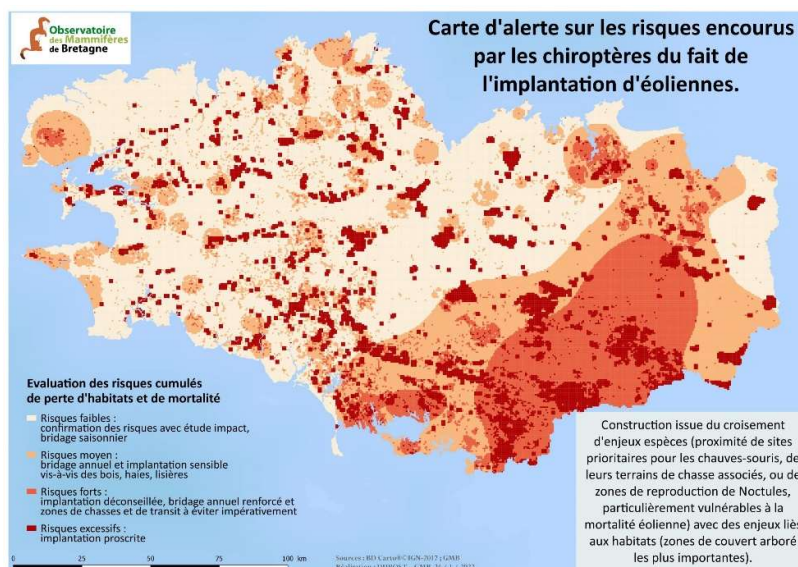 Observatoire
des Mammifères
de Bretagne
Carte d'alerte sur les risques encourus
par les chiroptères du fait de
l'implantation d'éoliennes.
Evaluation des risques cumulés
de perte d'habitats et de mortalité
Risques faibles :
confirmation des risques avec étude impact,
bridage saisonnier
Risques moyen :
bridage annuel et implantation sensible
vis-à-vis des bois, haies, lisières
Risques forts :
implantation déconseillée, bridage annuel renforcé et
zones de chasses et de transit à éviter impérativement
Risques excessifs :
implantation proscrite
0 25 50 100 km
Sources : BD Carto®©IGN-2012 ; GMB
Construction issue du croisement
d'enjeux espèces (proximité de sites
prioritaires pour les chauves-souris, de
leurs terrains de chasse associés, ou de
zones de reproduction de Noctules,
particulièrement vulnérables à la
mortalité éolienne) avec des enjeux liés
aux habitats (zones de couvert arboré
les plus importantes).